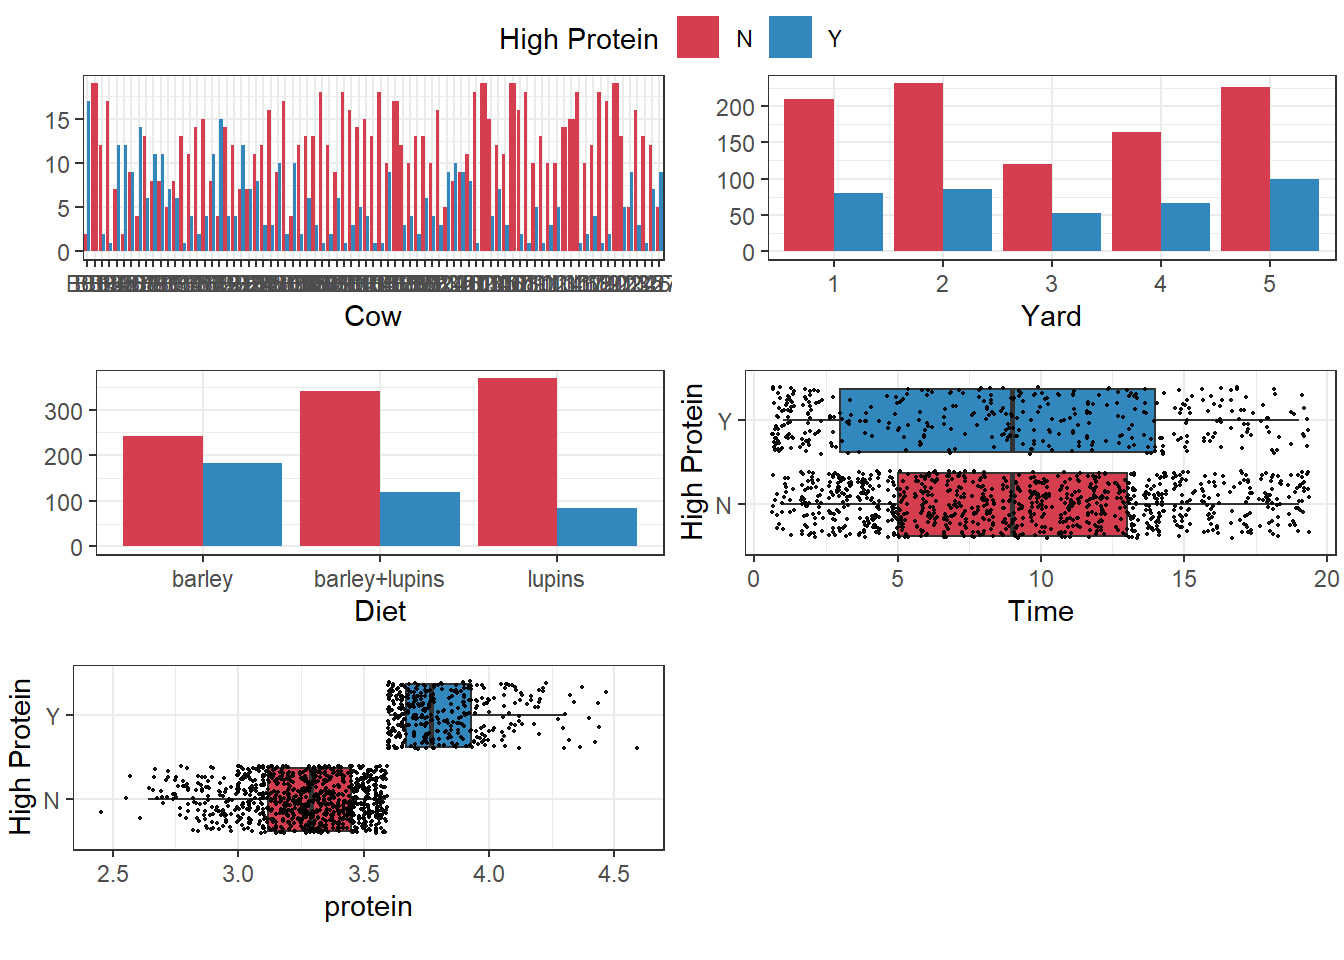 High Protein N Y
15
10
5
0
Cow
200
150
100
50
0
1 2 3 4 5
Yard
300
200
100
0
barley barley+lupins lupins
Diet
High Protein
Y
N
0 5 10 15 20
Time
High Protein
Y
N
2.5 3.0 3.5 4.0 4.5
protein